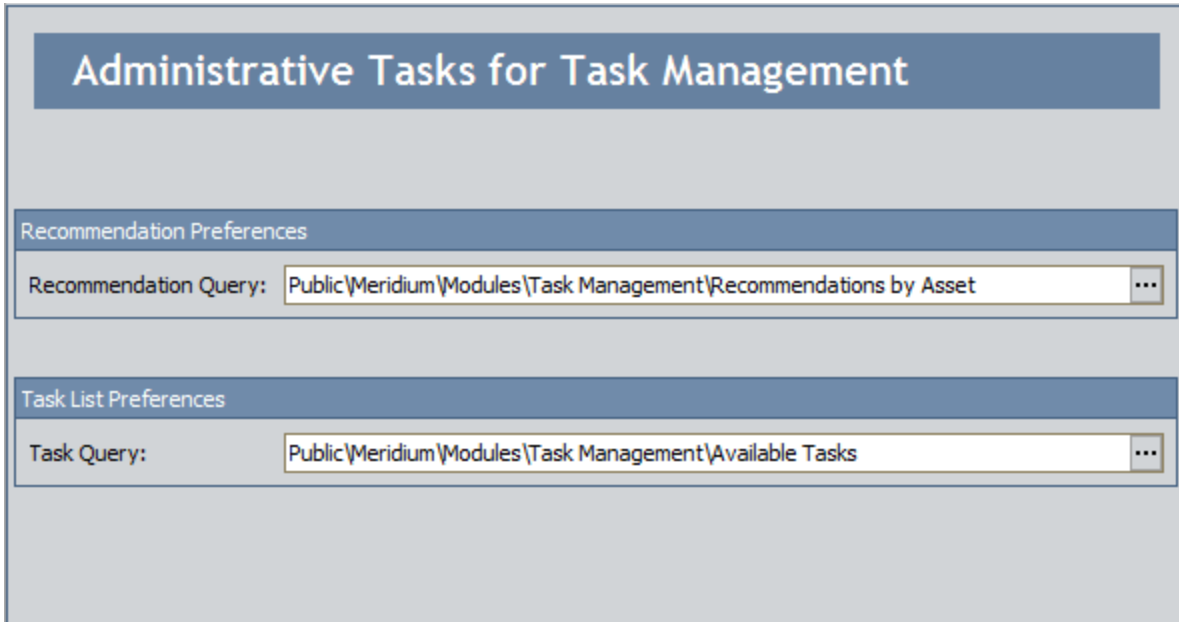 Administrative Tasks for Task Management
Recommendation Preferences
Recommendation Query: Public\Meridium\Modules\Task Management\Recommendations by Asset ...
Task List Preferences
Task Query: Public\Meridium\Modules\Task Management\Available Tasks ...